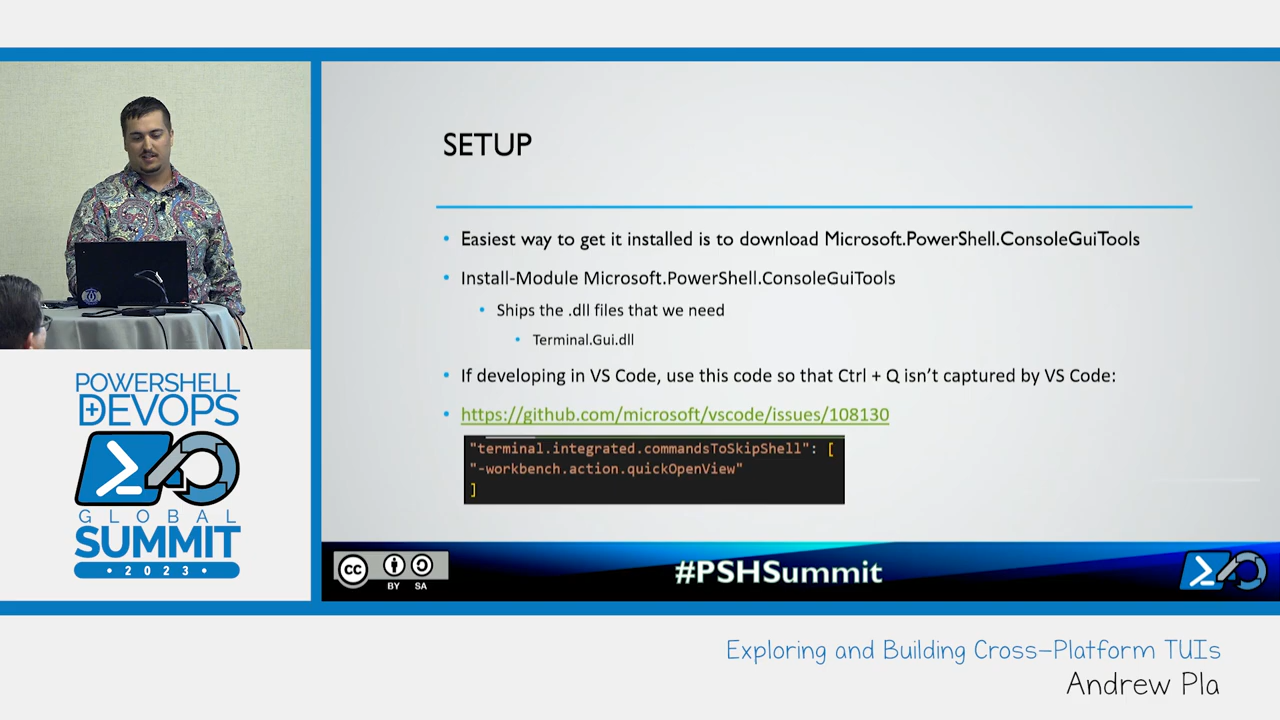 SETUP
Easiest way to get it installed is to download Microsoft.PowerShell.ConsoleGuiTools
Install-Module Microsoft.PowerShell.ConsoleGuiTools
Ships the .dll files that we need
Terminal.Gui.dll
If developing in VS Code, use this code so that Ctrl + Q isn't captured by VS Code:
https://github.com/microsoft/vscode/issues/108130
"terminal.integrated.commandsToSkipShell": [
"-workbench.action.quickOpenView"
]
POWERSHELL
+DEVOPS
GLOBAL
SUMMIT
• 2023 •
cc
BY SA
#PSHSummit
Exploring and Building Cross-Platform TUIs
Andrew Pla